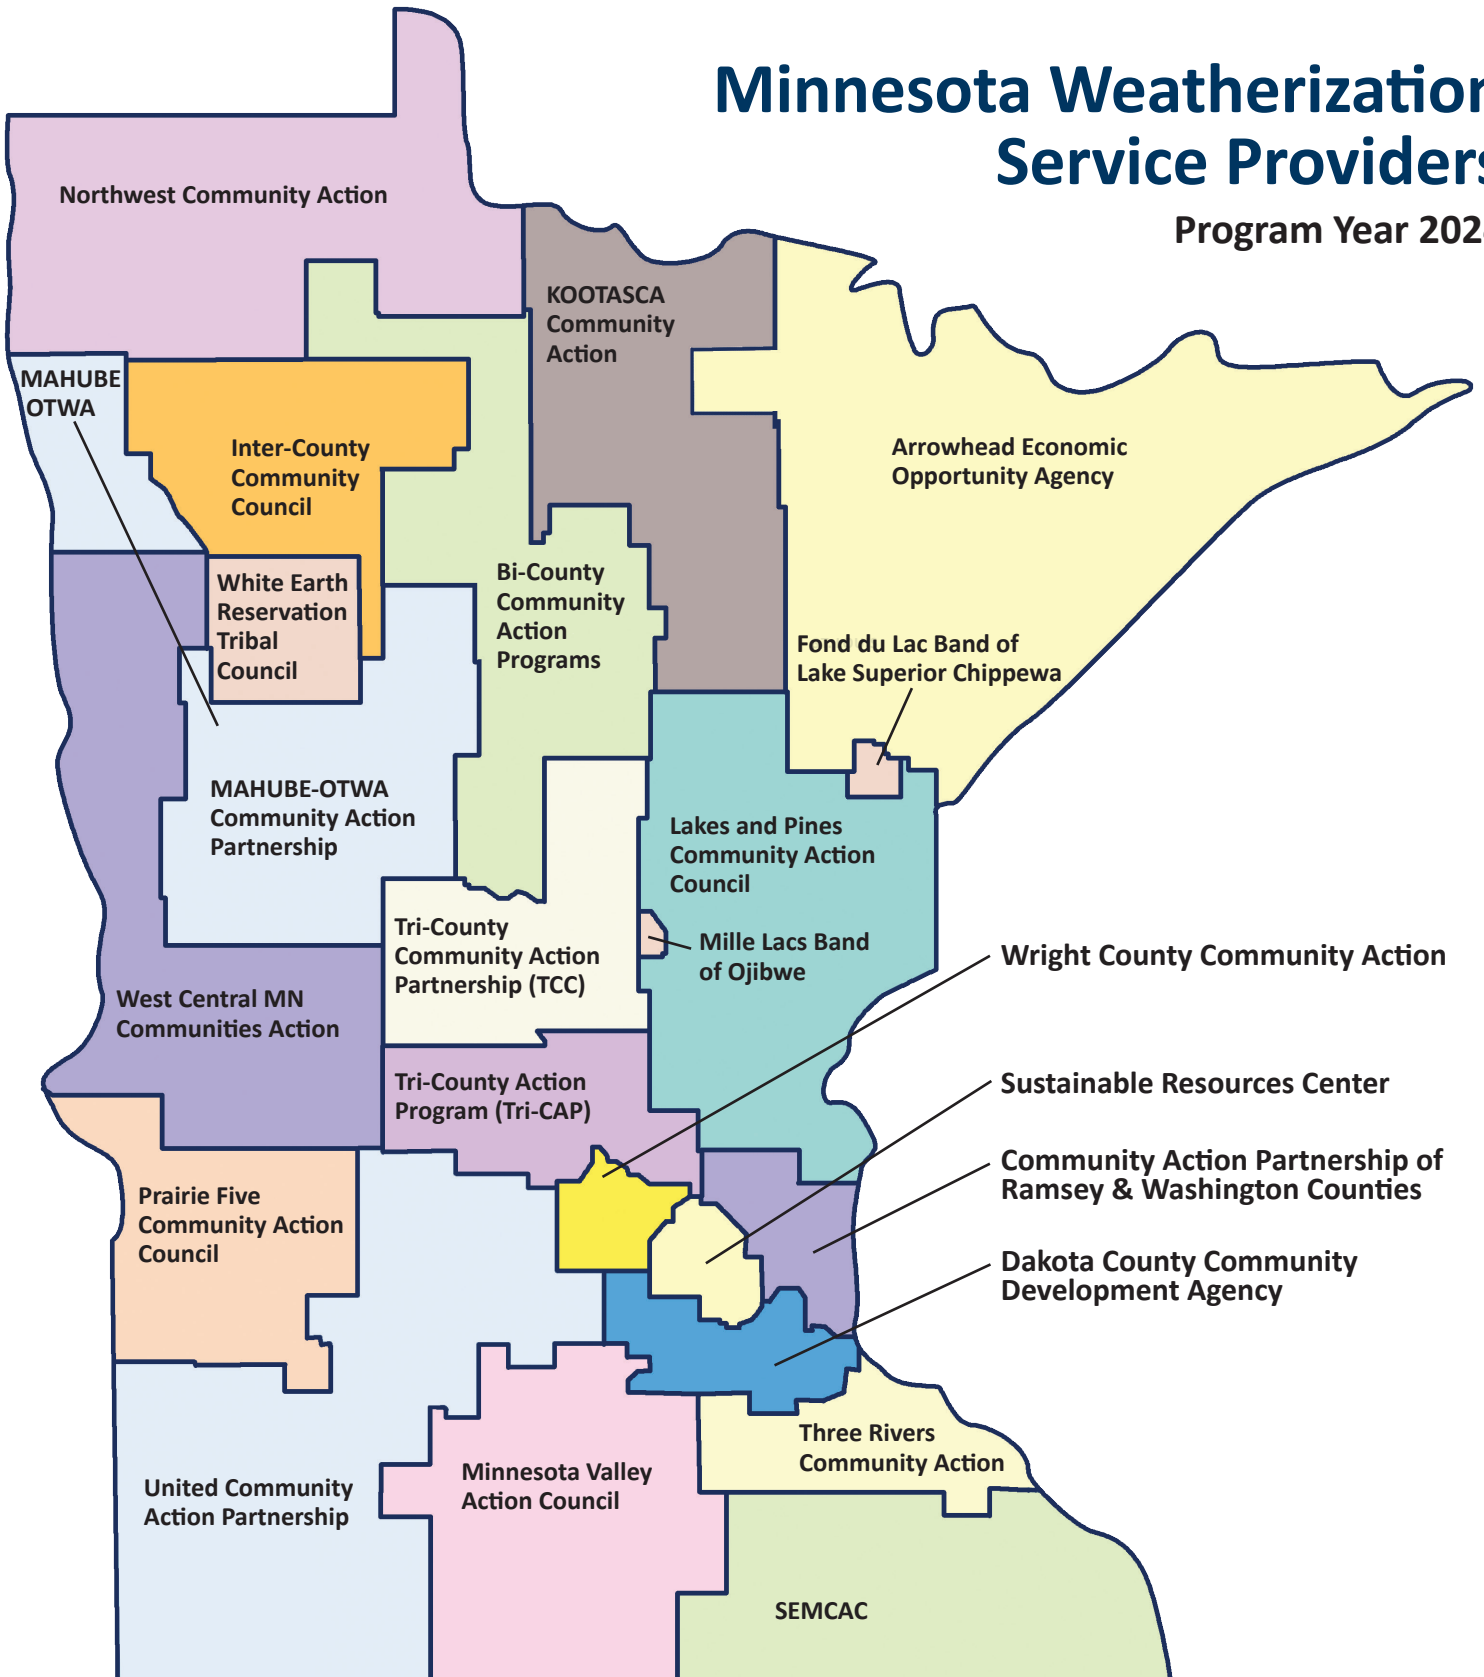 Minnesota Weatherization
Service Providers
Program Year 202
Northwest Community Action
KOOTASCA
Community
Action
MAHUBE
OTWA
Inter-County
Community
Council
Arrowhead Economic
Opportunity Agency
White Earth
Reservation
Tribal
Council
Bi-County
Community
Action
Programs
Fond du Lac Band of
Lake Superior Chippewa
MAHUBE-OTWA
Community Action
Partnership
Lakes and Pines
Community Action
Council
Tri-County
Community Action
Partnership (TCC)
Mille Lacs Band
of Ojibwe
Wright County Community Action
West Central MN
Communities Action
Tri-County Action
Program (Tri-CAP)
Sustainable Resources Center
Community Action Partnership of
Ramsey & Washington Counties
Prairie Five
Community Action
Council
Dakota County Community
Development Agency
Three Rivers
Community Action
Minnesota Valley
Action Council
United Community
Action Partnership
SEMCAC